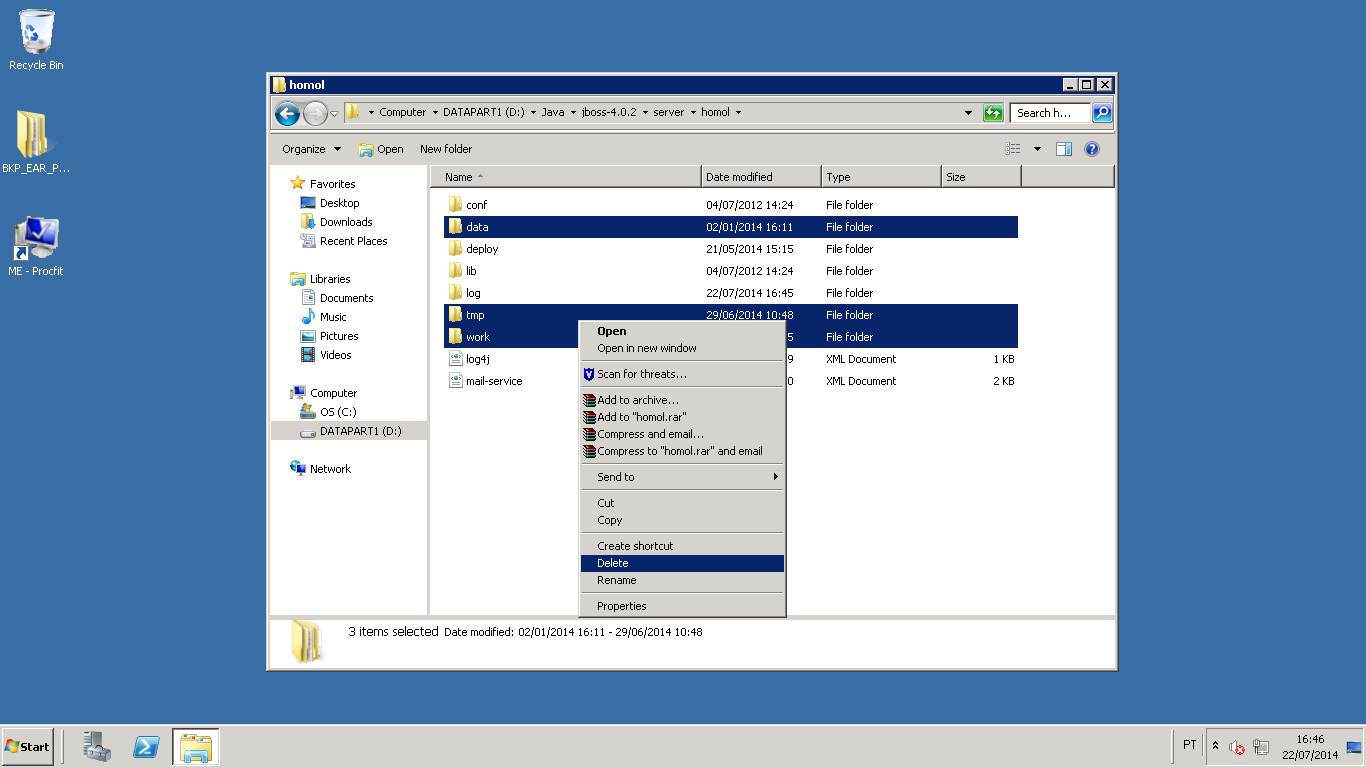 Recycle Bin
BKP_EAR_P...
ME - Procfit
homol
Computer DATAPART1 (D:) Java jboss-4.0.2 server homol
Search h...
Organize Open New folder
Favorites
Desktop
Downloads
Recent Places
Libraries
Documents
Music
Pictures
Videos
Computer
OS (C:)
DATAPART1 (D:)
Network
Name Date modified Type Size
conf 04/07/2012 14:24 File folder
data 02/01/2014 16:11 File folder
deploy 21/05/2014 15:15 File folder
lib 04/07/2012 14:24 File folder
log 22/07/2014 16:45 File folder
tmp 29/06/2014 10:48 File folder
work 5 File folder
log4j 9 XML Document 1 KB
mail-service 0 XML Document 2 KB
Open
Open in new window
Scan for threats...
Add to archive...
Add to "homol.rar"
Compress and email...
Compress to "homol.rar" and email
Send to
Cut
Copy
Create shortcut
Delete
Rename
Properties
3 items selected Date modified: 02/01/2014 16:11 - 29/06/2014 10:48
Start
PT
16:46
22/07/2014